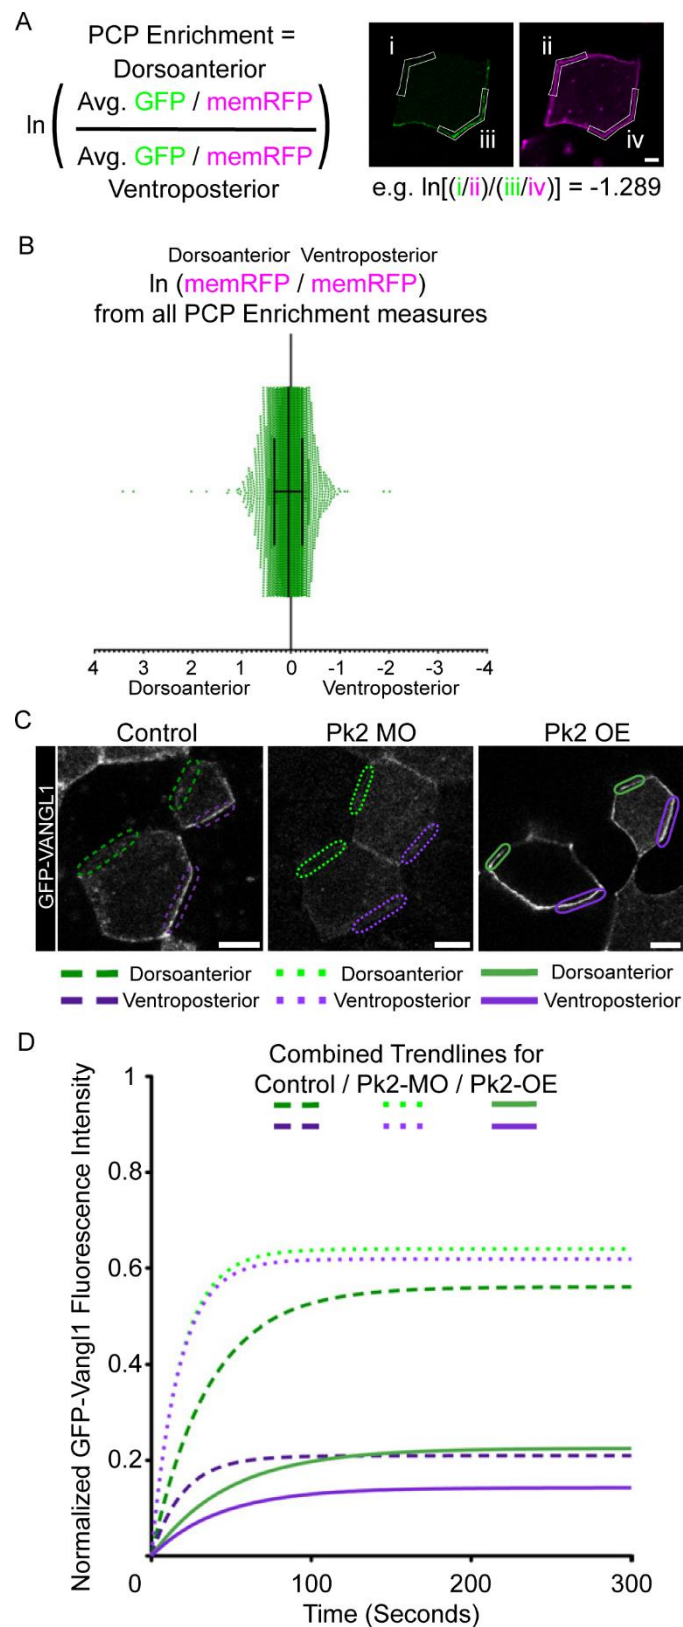 A
PCP Enrichment =
Dorsoanterior
ln ( Avg. GFP / memRFP
Avg. GFP / memRFP )
Ventroposterior
i
ii
iii
iv
e.g. ln[(i/ii)/(iii/iv)] = -1.289
B
Dorsoanterior Ventroposterior
ln (memRFP / memRFP)
from all PCP Enrichment measures
4 3 2 1 0 -1 -2 -3 -4
Dorsoanterior Ventroposterior
C
Control Pk2 MO Pk2 OE
GFP-VANGL1
Dorsoanterior Dorsoanterior Dorsoanterior
Ventroposterior Ventroposterior Ventroposterior
D
Combined Trendlines for
Control / Pk2-MO / Pk2-OE
Normalized GFP-Vangl1 Fluorescence Intensity
1
0.8
0.6
0.4
0.2
0 100 200 300
Time (Seconds)